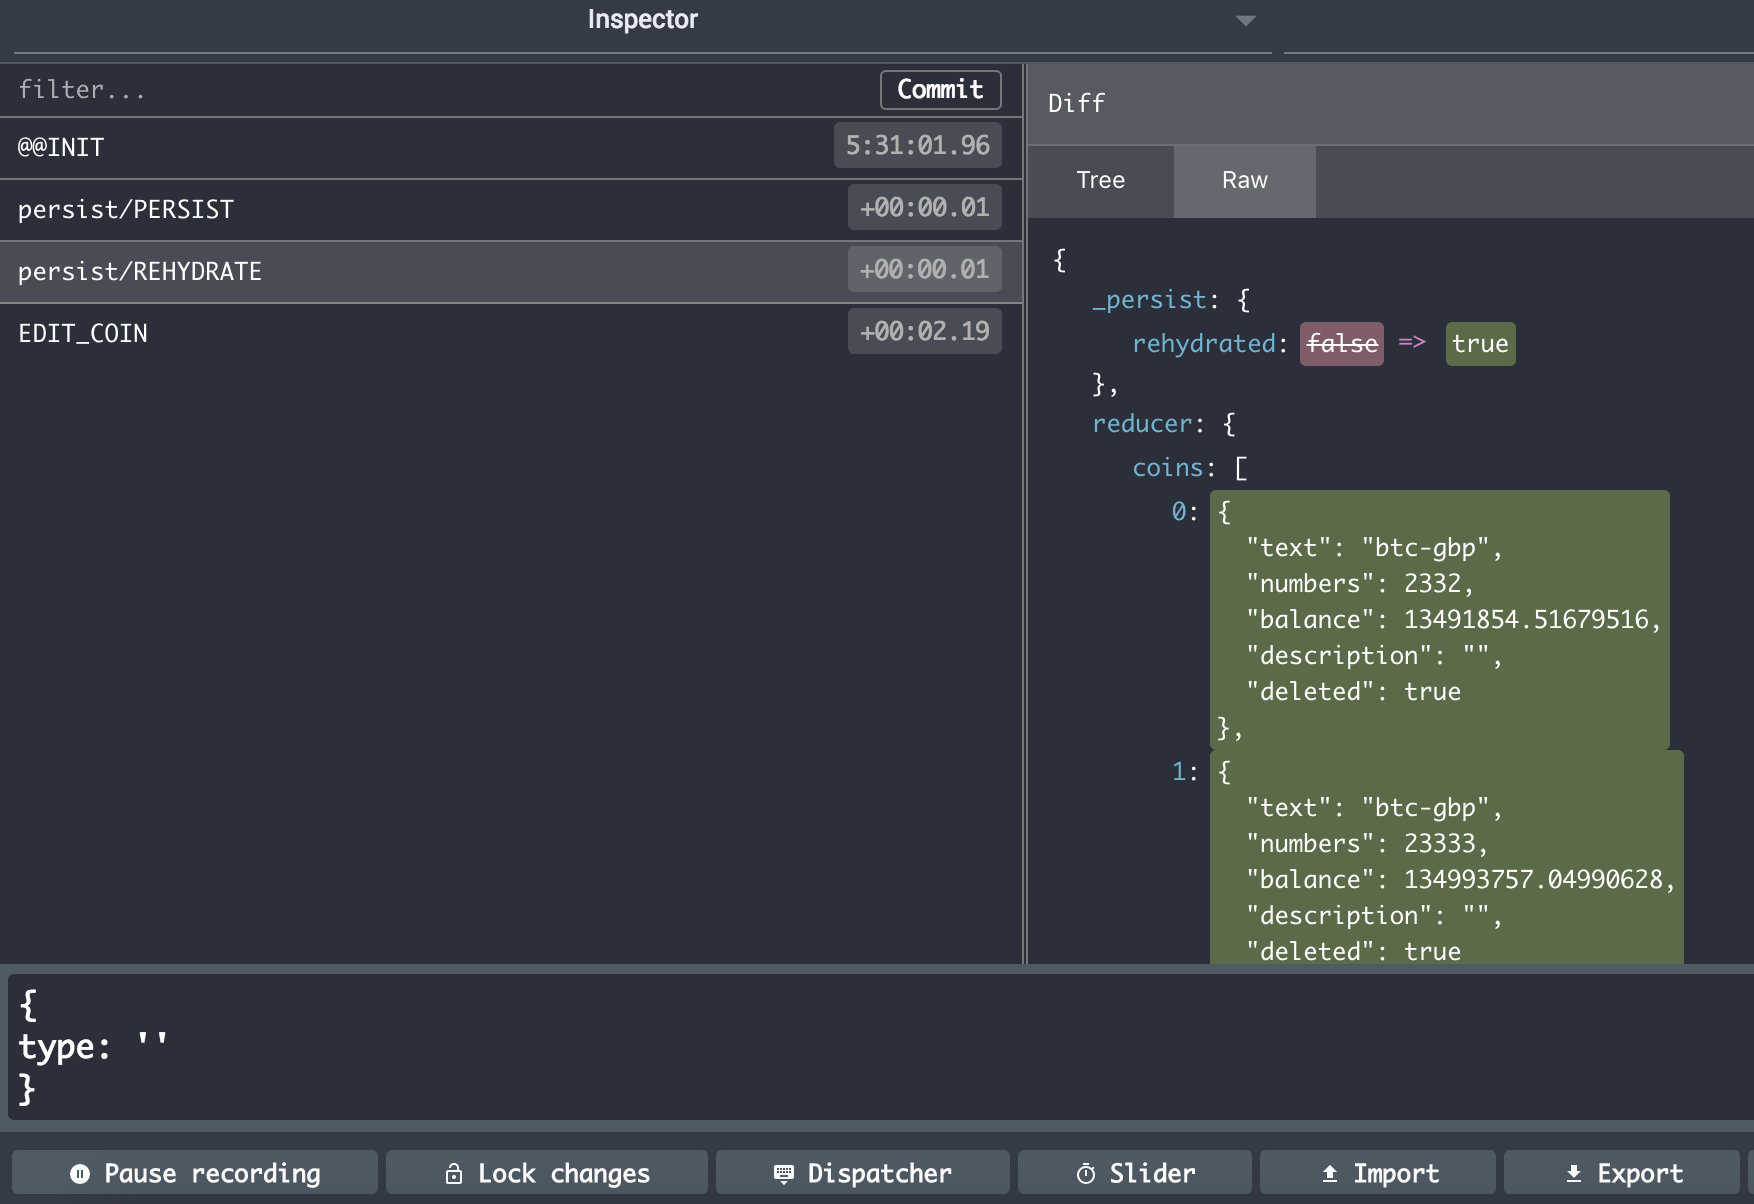 Inspector
filter...
Commit
@@INIT
5:31:01.96
persist/PERSIST
+00:00.01
persist/REHYDRATE
+00:00.01
EDIT_COIN
+00:02.19
Diff
Tree Raw
{
_persist: {
rehydrated: false => true
},
reducer: {
coins: [
0: {
"text": "btc-gbp",
"numbers": 2332,
"balance": 13491854.51679516,
"description": "",
"deleted": true
},
1: {
"text": "btc-gbp",
"numbers": 23333,
"balance": 134993757.04990628,
"description": "",
"deleted": true
{
type: ''
}
Pause recording Lock changes Dispatcher Slider Import Export